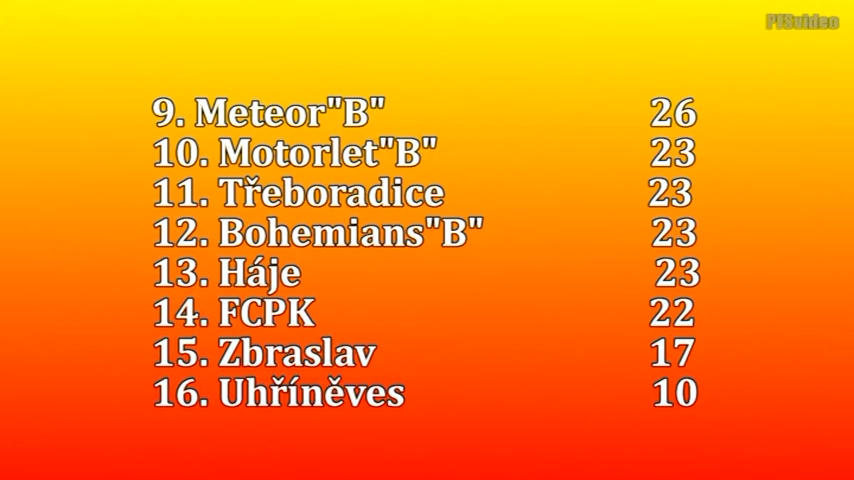 PVSvideo
9. Meteor"B" 26
10. Motorlet"B" 23
11. Třeboradice 23
12. Bohemians"B" 23
13. Háje 23
14. FCPK 22
15. Zbraslav 17
16. Uhříněves 10